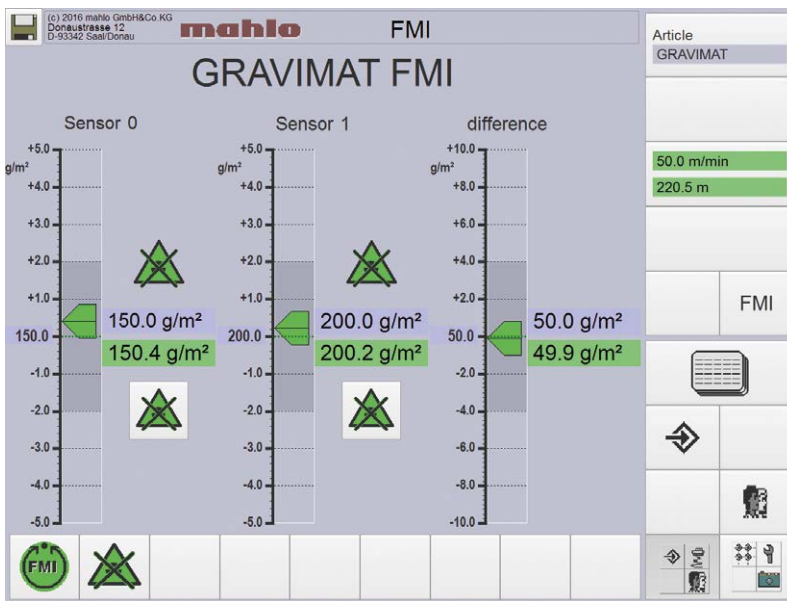 (c) 2016 mahlo GmbH&Co.KG
Donaustrasse 12
D-93342 Saal/Donau
mahlo
FMI
GRAVIMAT FMI
Sensor 0
+5.0
g/m²
+4.0
+3.0
+2.0
+1.0
150.0
-1.0
-2.0
-3.0
-4.0
-5.0
150.0 g/m²
150.4 g/m²
Sensor 1
+5.0
g/m²
+4.0
+3.0
+2.0
+1.0
200.0
-1.0
-2.0
-3.0
-4.0
-5.0
200.0 g/m²
200.2 g/m²
difference
+10.0
g/m²
+8.0
+6.0
+4.0
+2.0
50.0
-2.0
-4.0
-6.0
-8.0
-10.0
50.0 g/m²
49.9 g/m²
Article
GRAVIMAT
50.0 m/min
220.5 m
FMI
FMI